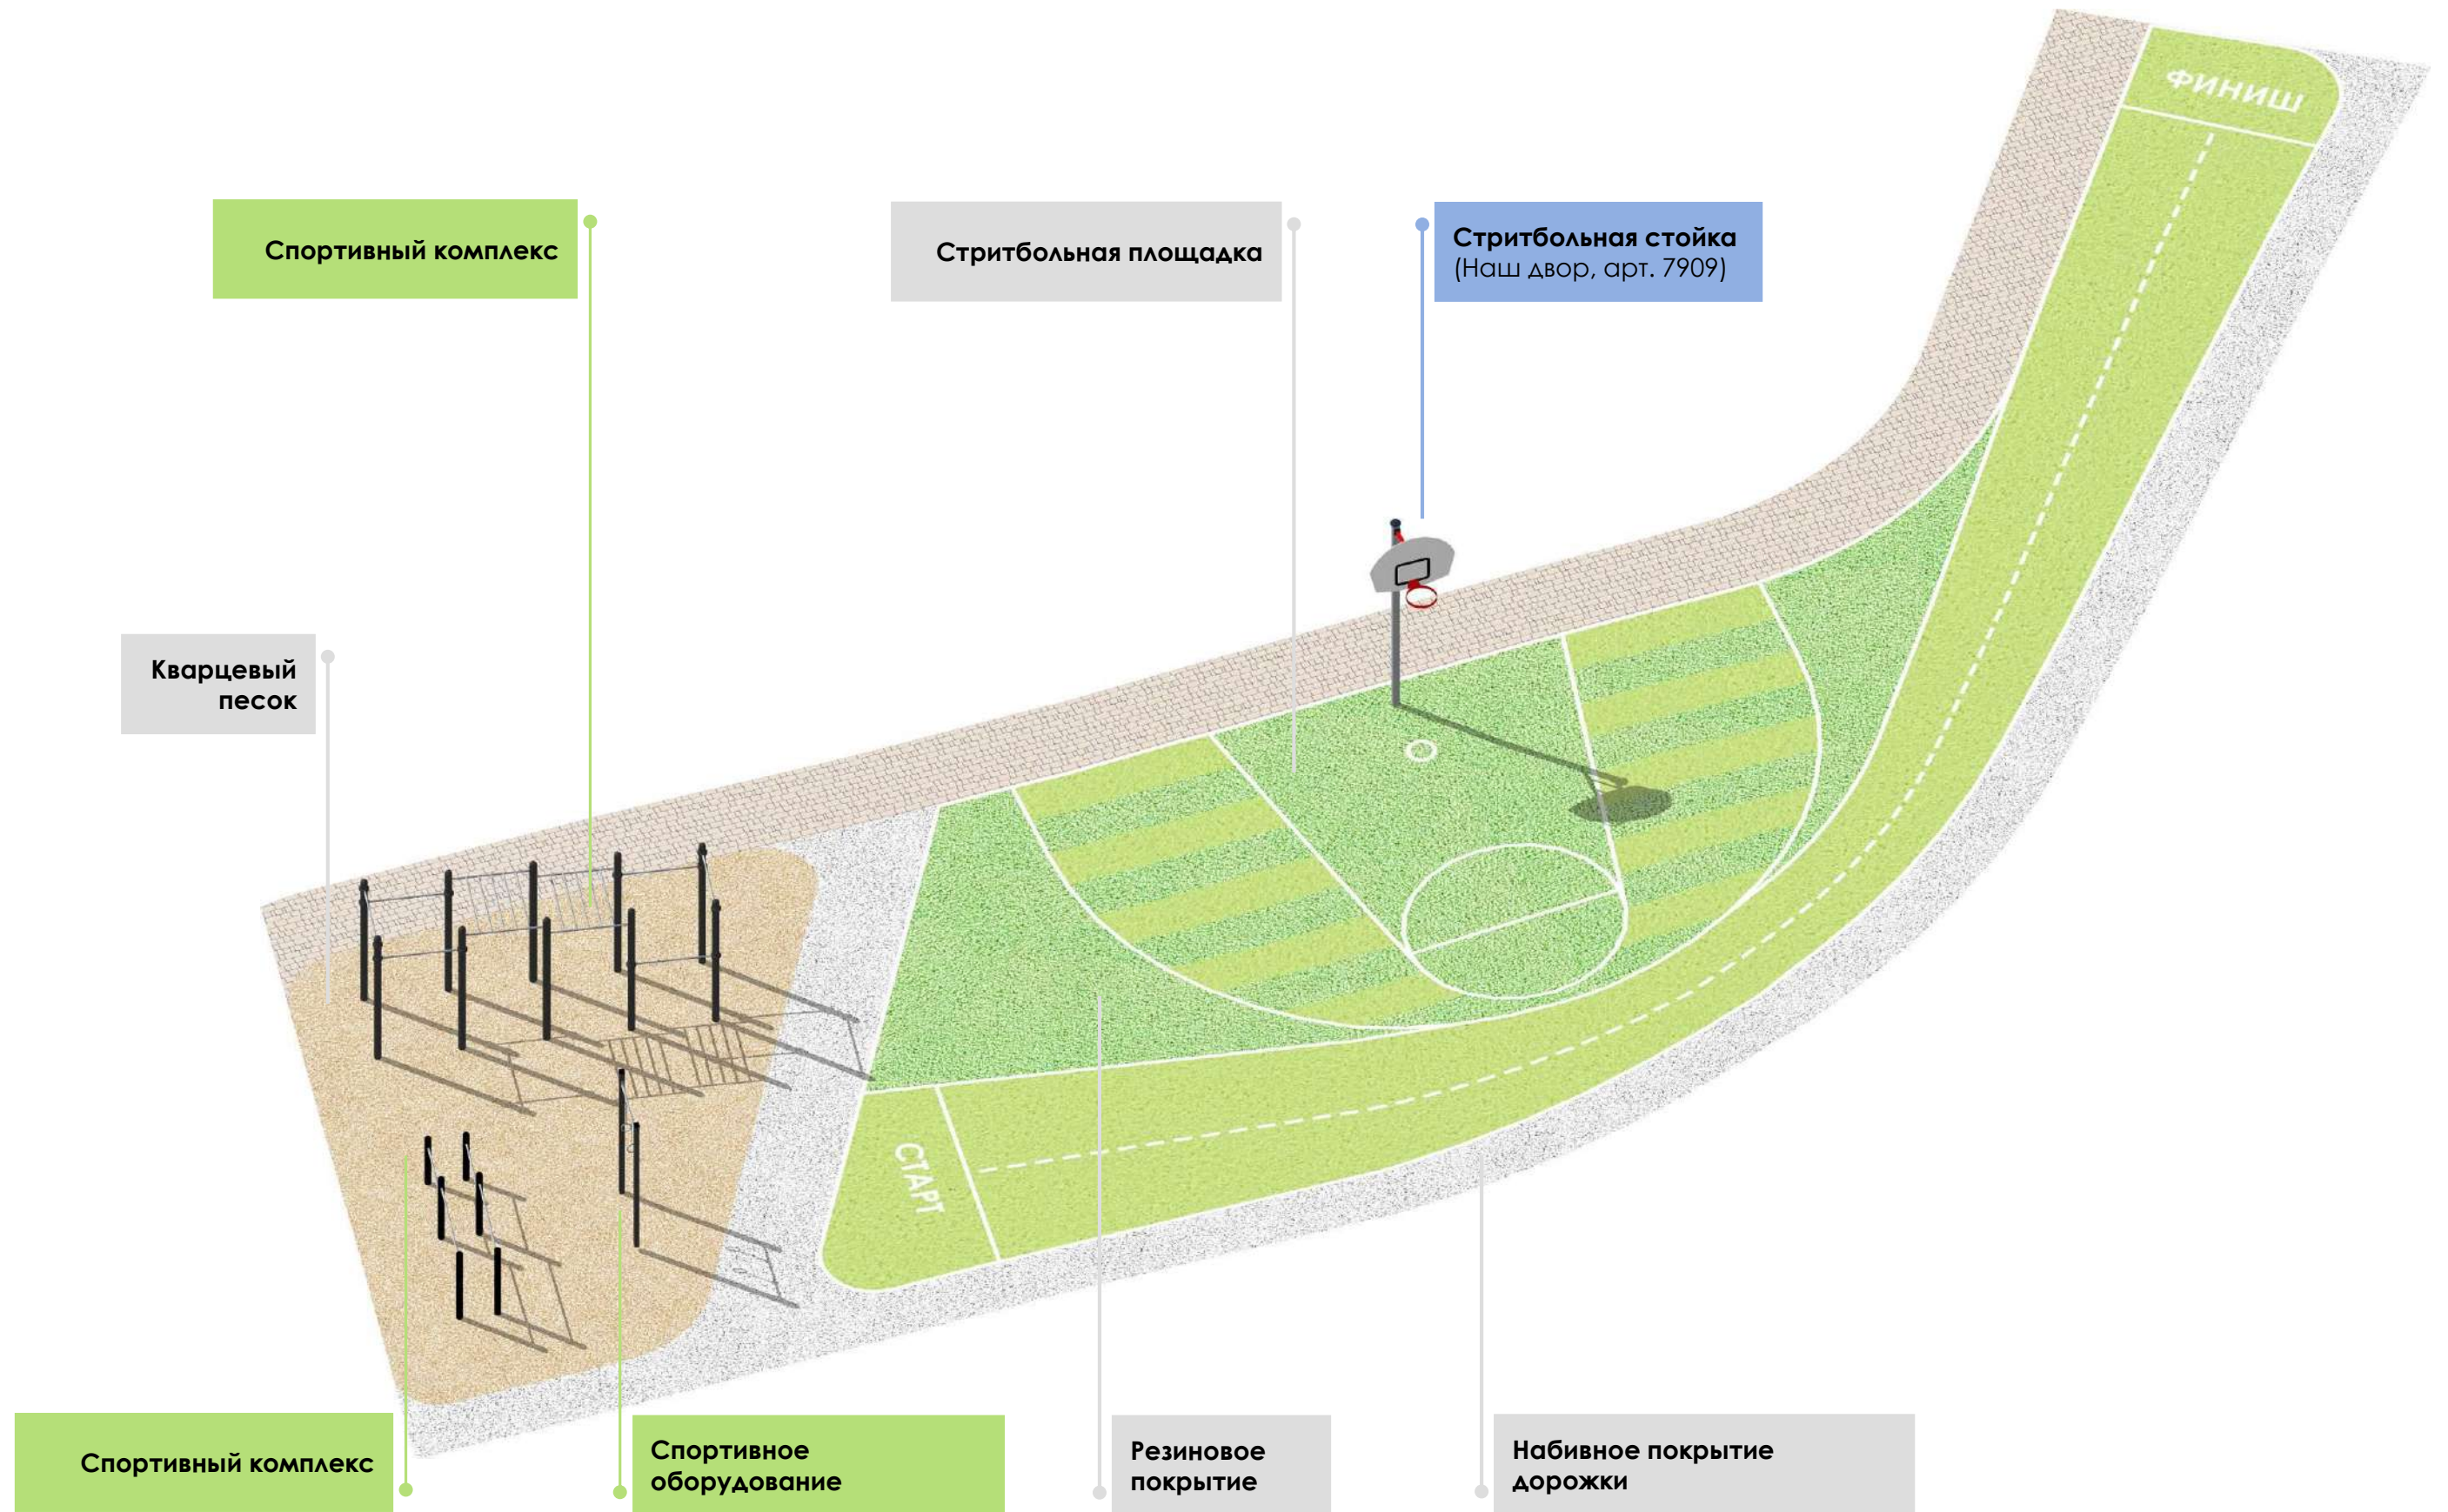 ФИНИШ
Спортивный комплекс
Стритбольная площадка
Стритбольная стойка
(Наш двор, арт. 7909)
Кварцевый
песок
СТАРТ
Спортивный комплекс
Спортивное
оборудование
Резиновое
покрытие
Набивное покрытие
дорожки